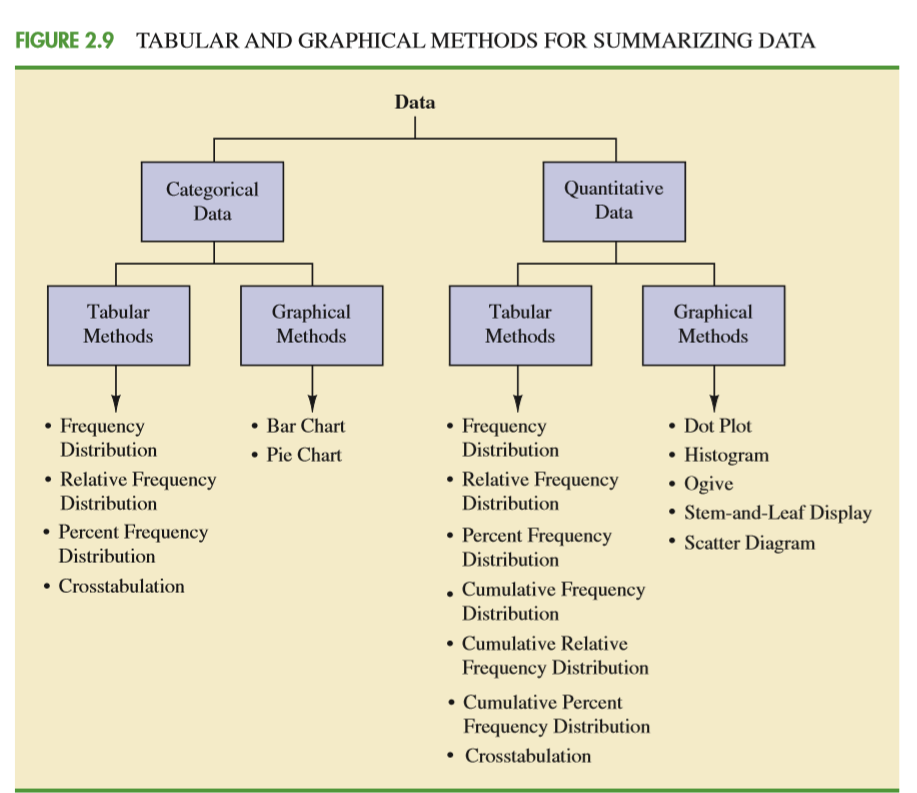 FIGURE 2.9 TABULAR AND GRAPHICAL METHODS FOR SUMMARIZING DATA
Data
Categorical
Data
Quantitative
Data
Tabular
Methods
Graphical
Methods
Tabular
Methods
Graphical
Methods
• Frequency
Distribution
• Relative Frequency
Distribution
• Percent Frequency
Distribution
• Crosstabulation
• Bar Chart
• Pie Chart
• Frequency
Distribution
• Relative Frequency
Distribution
• Percent Frequency
Distribution
• Cumulative Frequency
Distribution
• Cumulative Relative
Frequency Distribution
• Cumulative Percent
Frequency Distribution
• Crosstabulation
• Dot Plot
• Histogram
• Ogive
• Stem-and-Leaf Display
• Scatter Diagram